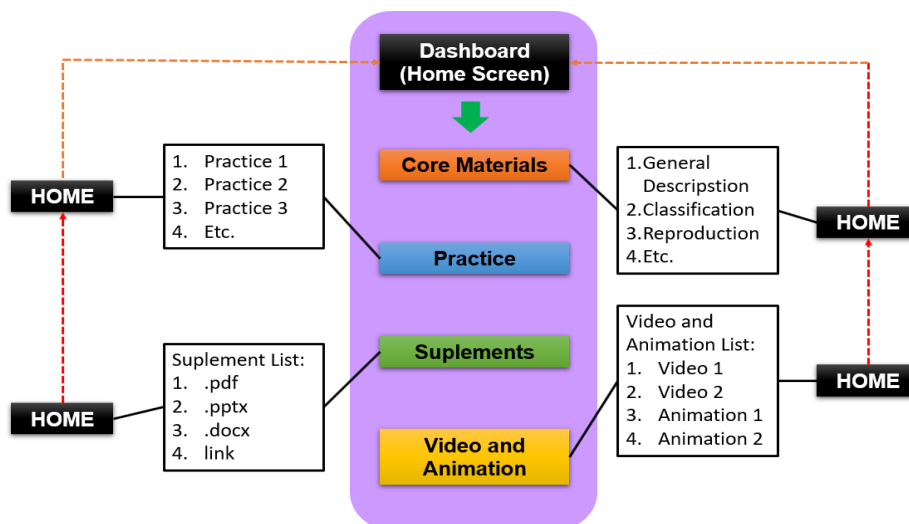 Dashboard
(Home Screen)
Core Materials
Practice
Suplements
Video and
Animation
HOME
1. Practice 1
2. Practice 2
3. Practice 3
4. Etc.
HOME
Suplement List:
1. .pdf
2. .pptx
3. .docx
4. link
1.General
Descripstion
2.Classification
3.Reproduction
4.Etc.
HOME
Video and
Animation List:
1. Video 1
2. Video 2
3. Animation 1
4. Animation 2
HOME